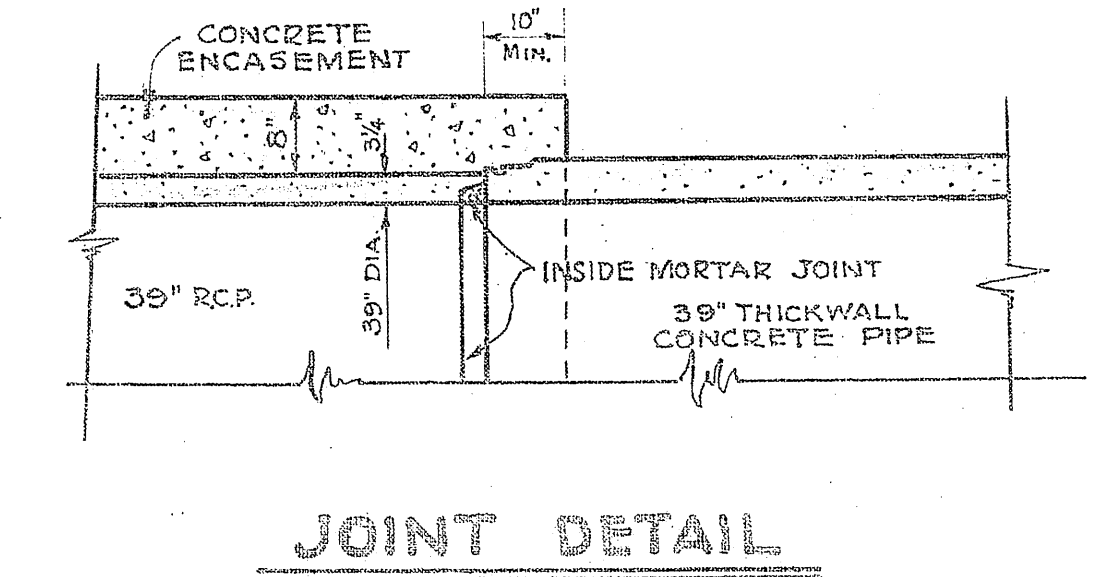 CONCRETE
ENCASEMENT
10"
MIN.
8"
3¼"
39" DIA.
39" R.C.P.
INSIDE MORTAR JOINT
39" THICKWALL
CONCRETE PIPE
JOINT DETAIL